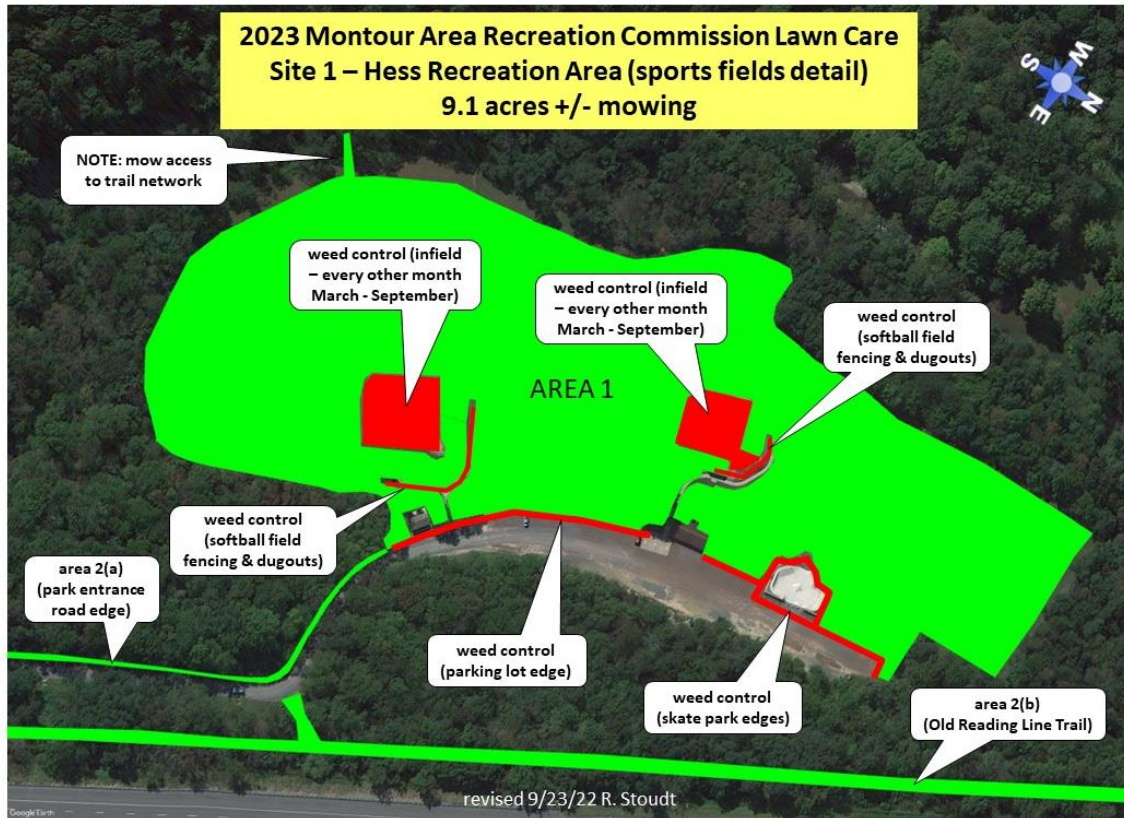 2023 Montour Area Recreation Commission Lawn Care
Site 1 – Hess Recreation Area (sports fields detail)
9.1 acres +/- mowing
S
W
N
E
NOTE: mow access
to trail network
weed control (infield
– every other month
March - September)
weed control (infield
– every other month
March - September)
weed control
(softball field
fencing & dugouts)
AREA 1
weed control
(softball field
fencing & dugouts)
area 2(a)
(park entrance
road edge)
weed control
(parking lot edge)
weed control
(skate park edges)
area 2(b)
(Old Reading Line Trail)
revised 9/23/22 R. Stoudt
Google Earth